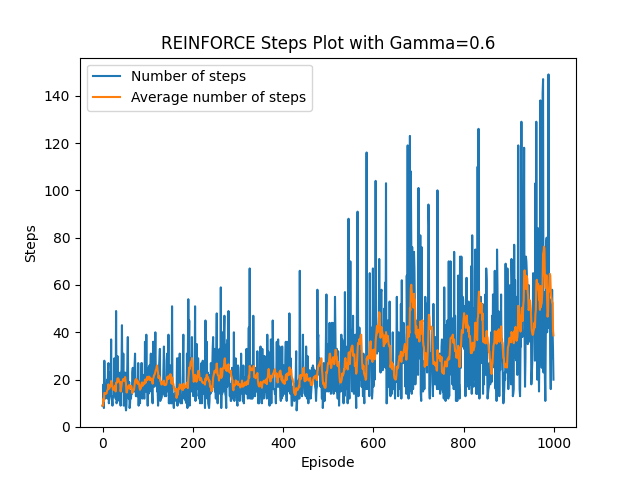 REINFORCE Steps Plot with Gamma=0.6
Number of steps
Average number of steps
140
120
100
80
60
40
20
0
Steps
0 200 400 600 800 1000
Episode